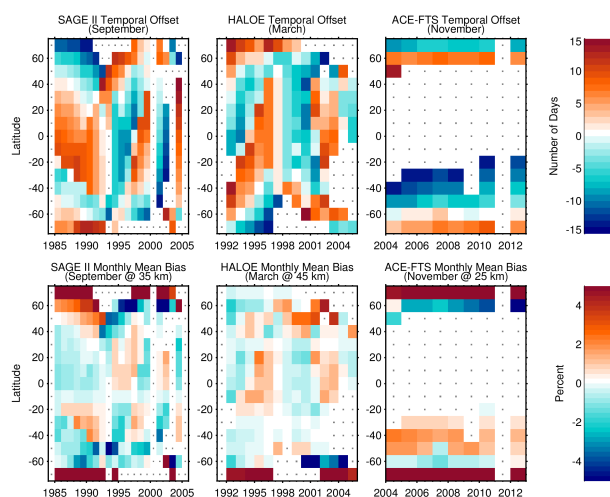 SAGE II Temporal Offset
(September)
HALOE Temporal Offset
(March)
ACE-FTS Temporal Offset
(November)
Latitude
60
40
20
0
-20
-40
-60
1985 1990 1995 2000 2005
1992 1995 1998 2001 2004
2004 2006 2008 2010 2012
Number of Days
15
10
5
0
-5
-10
-15
SAGE II Monthly Mean Bias
(September @ 35 km)
HALOE Monthly Mean Bias
(March @ 45 km)
ACE-FTS Monthly Mean Bias
(November @ 25 km)
Latitude
60
40
20
0
-20
-40
-60
1985 1990 1995 2000 2005
1992 1995 1998 2001 2004
2004 2006 2008 2010 2012
Percent
4
2
0
-2
-4